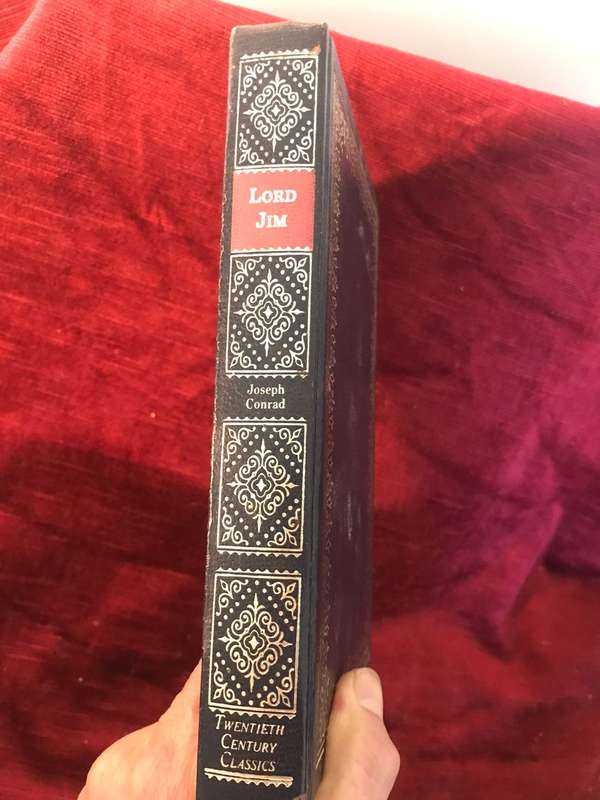 LORD
JIM
Joseph
Conrad
TWENTIETH
CENTURY
CLASSICS